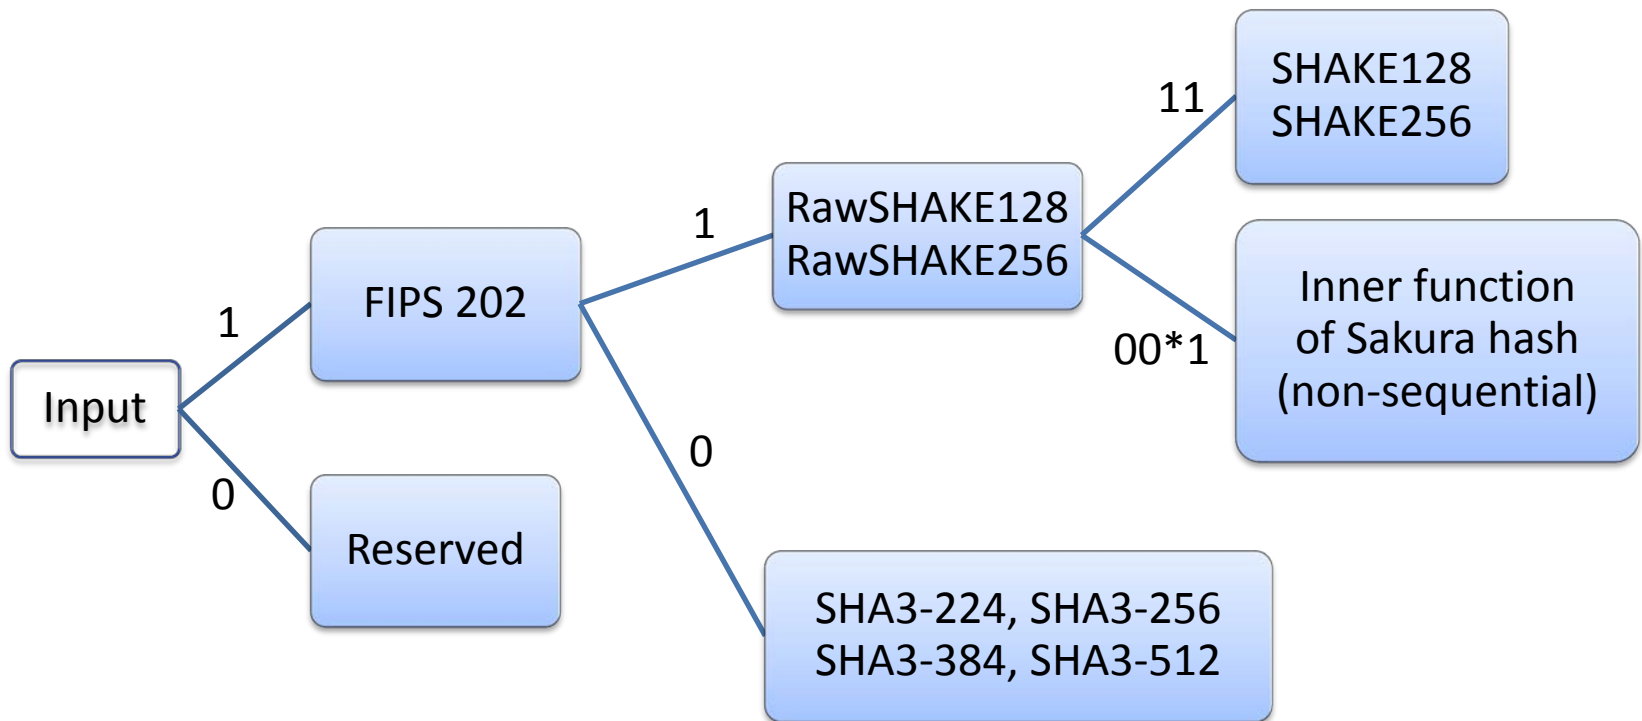 Input
1
0
FIPS 202
Reserved
1
0
RawSHAKE128
RawSHAKE256
SHA3-224, SHA3-256
SHA3-384, SHA3-512
11
00*1
SHAKE128
SHAKE256
Inner function
of Sakura hash
(non-sequential)